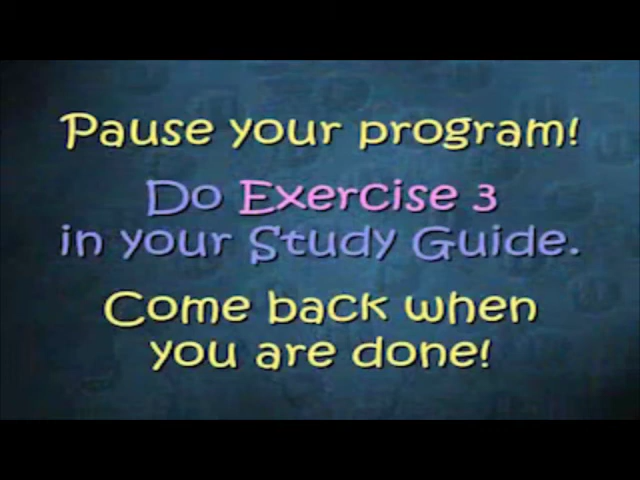 Pause your program!
Do Exercise 3
in your Study Guide.
Come back when
you are done!